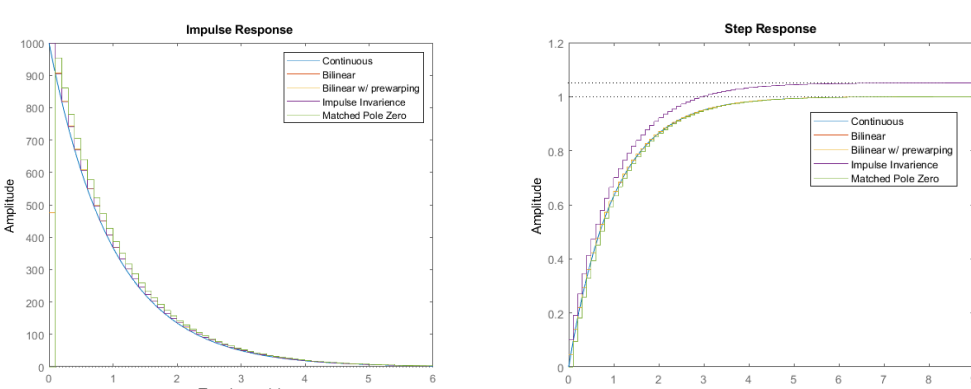 Impulse Response
1000
900
800
700
600
500
400
300
200
100
0
Amplitude
Continuous
Bilinear
Bilinear w/ prewarping
Impulse Invarience
Matched Pole Zero
0 1 2 3 4 5 6
Step Response
1.2
1
0.8
0.6
0.4
0.2
0
Amplitude
Continuous
Bilinear
Bilinear w/ prewarping
Impulse Invarience
Matched Pole Zero
0 1 2 3 4 5 6 7 8